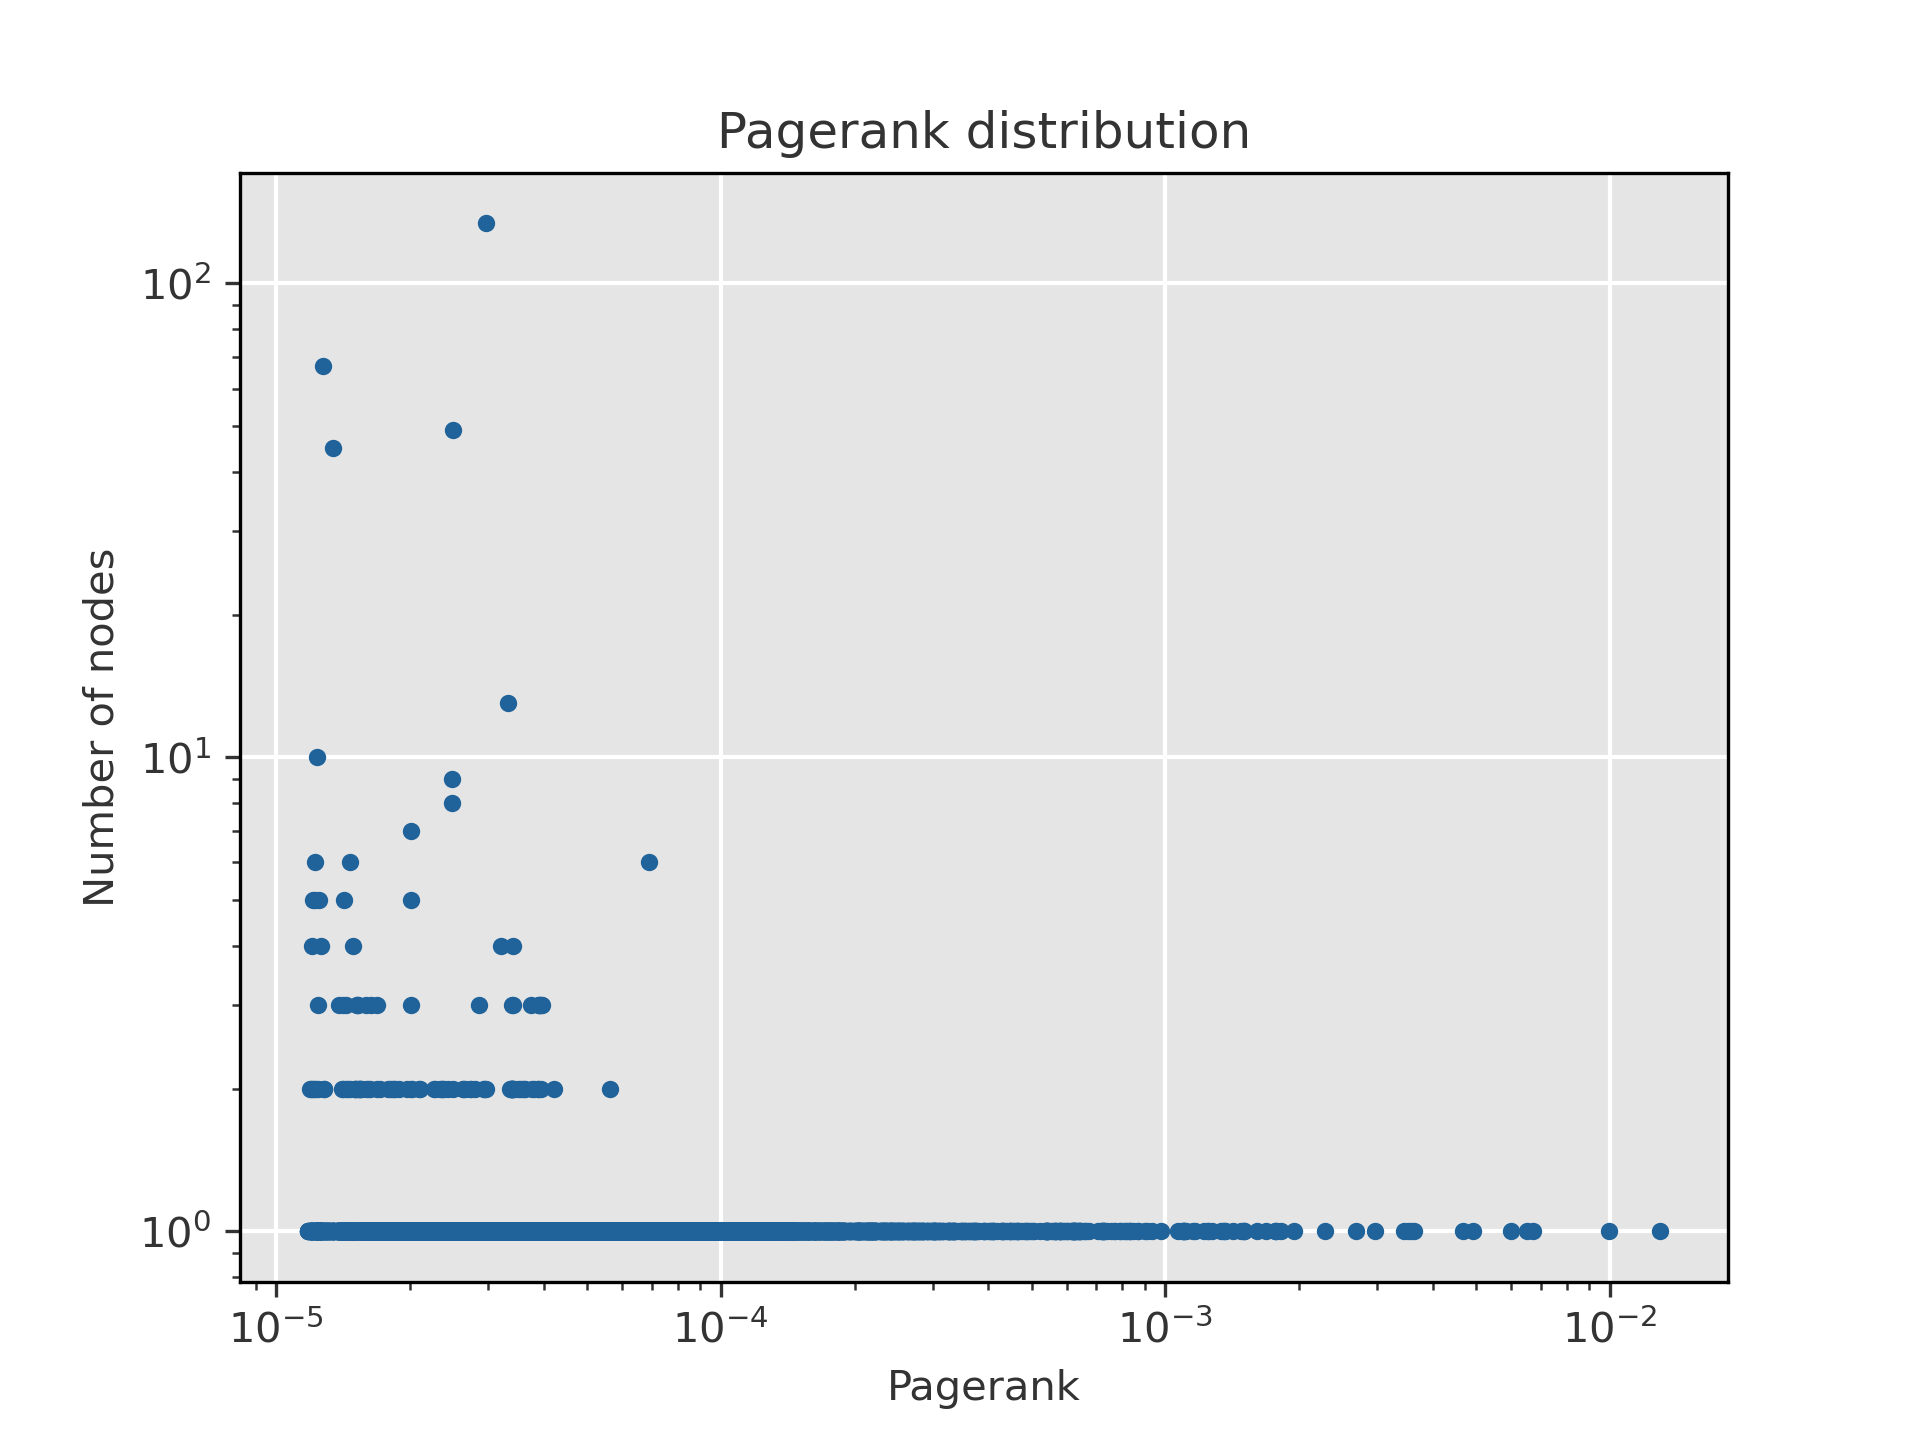 Pagerank distribution
10²
10¹
10⁰
Number of nodes
10⁻⁵ 10⁻⁴ 10⁻³ 10⁻²
Pagerank